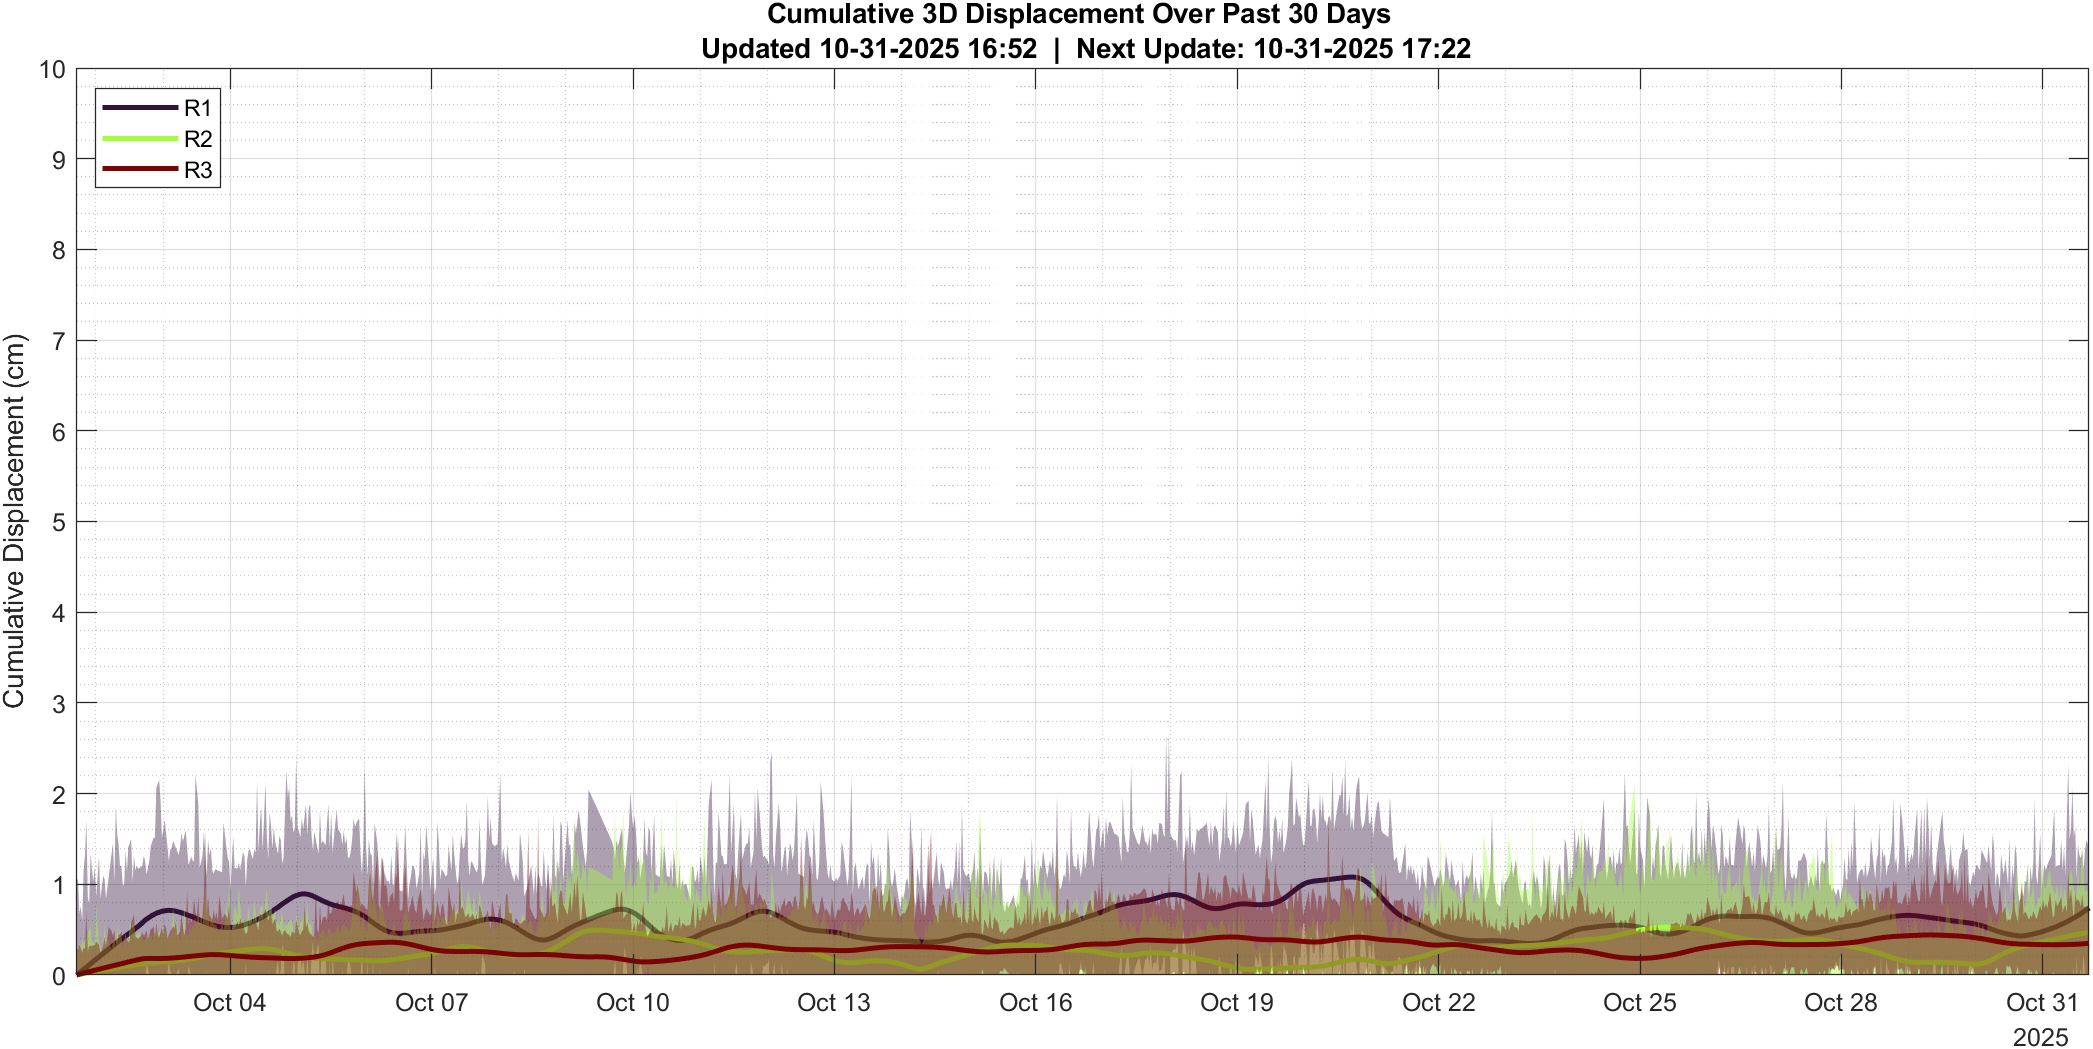 Cumulative 3D Displacement Over Past 30 Days
Updated 10-31-2025 16:52 | Next Update: 10-31-2025 17:22
R1
R2
R3
Cumulative Displacement (cm)
10
9
8
7
6
5
4
3
2
1
0
Oct 04 Oct 07 Oct 10 Oct 13 Oct 16 Oct 19 Oct 22 Oct 25 Oct 28 Oct 31
2025